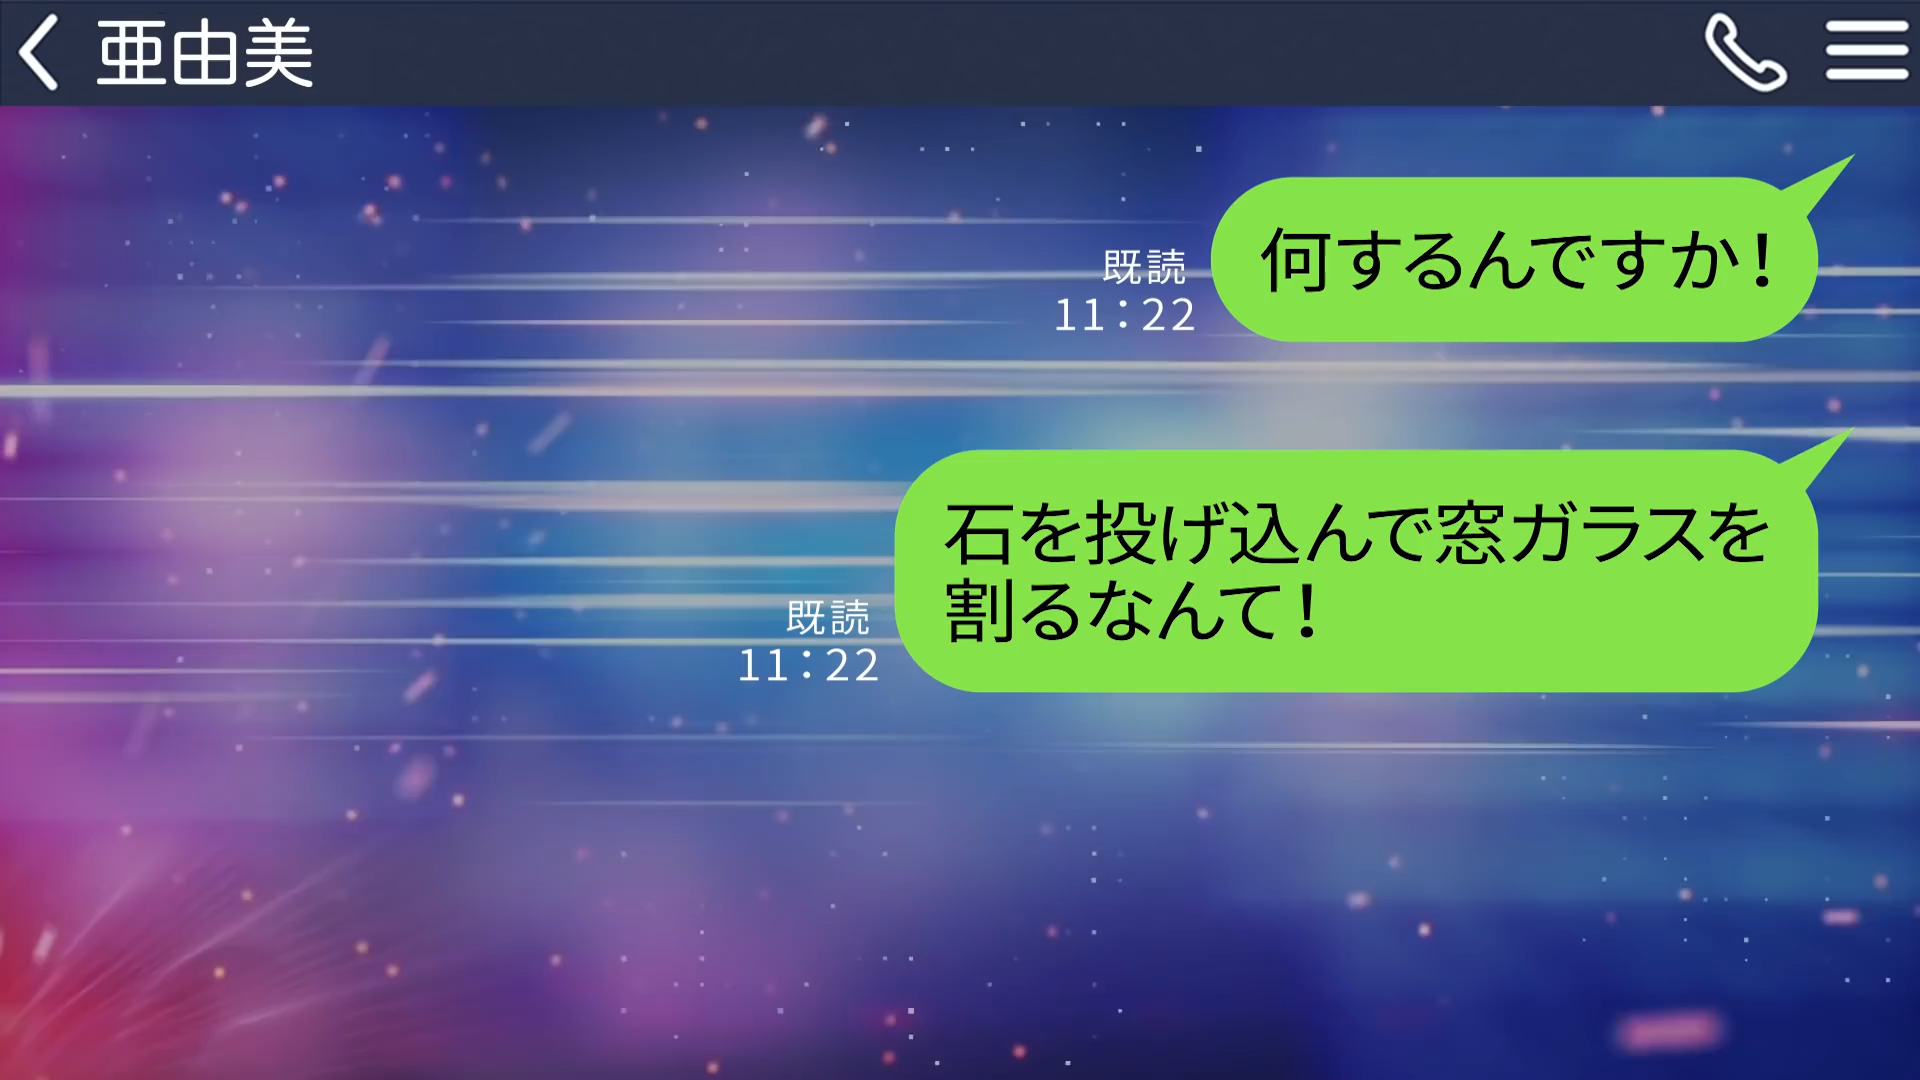 亜由美
何するんですか！
既読
11：22
石を投げ込んで窓ガラスを
割るなんて！
既読
11：22